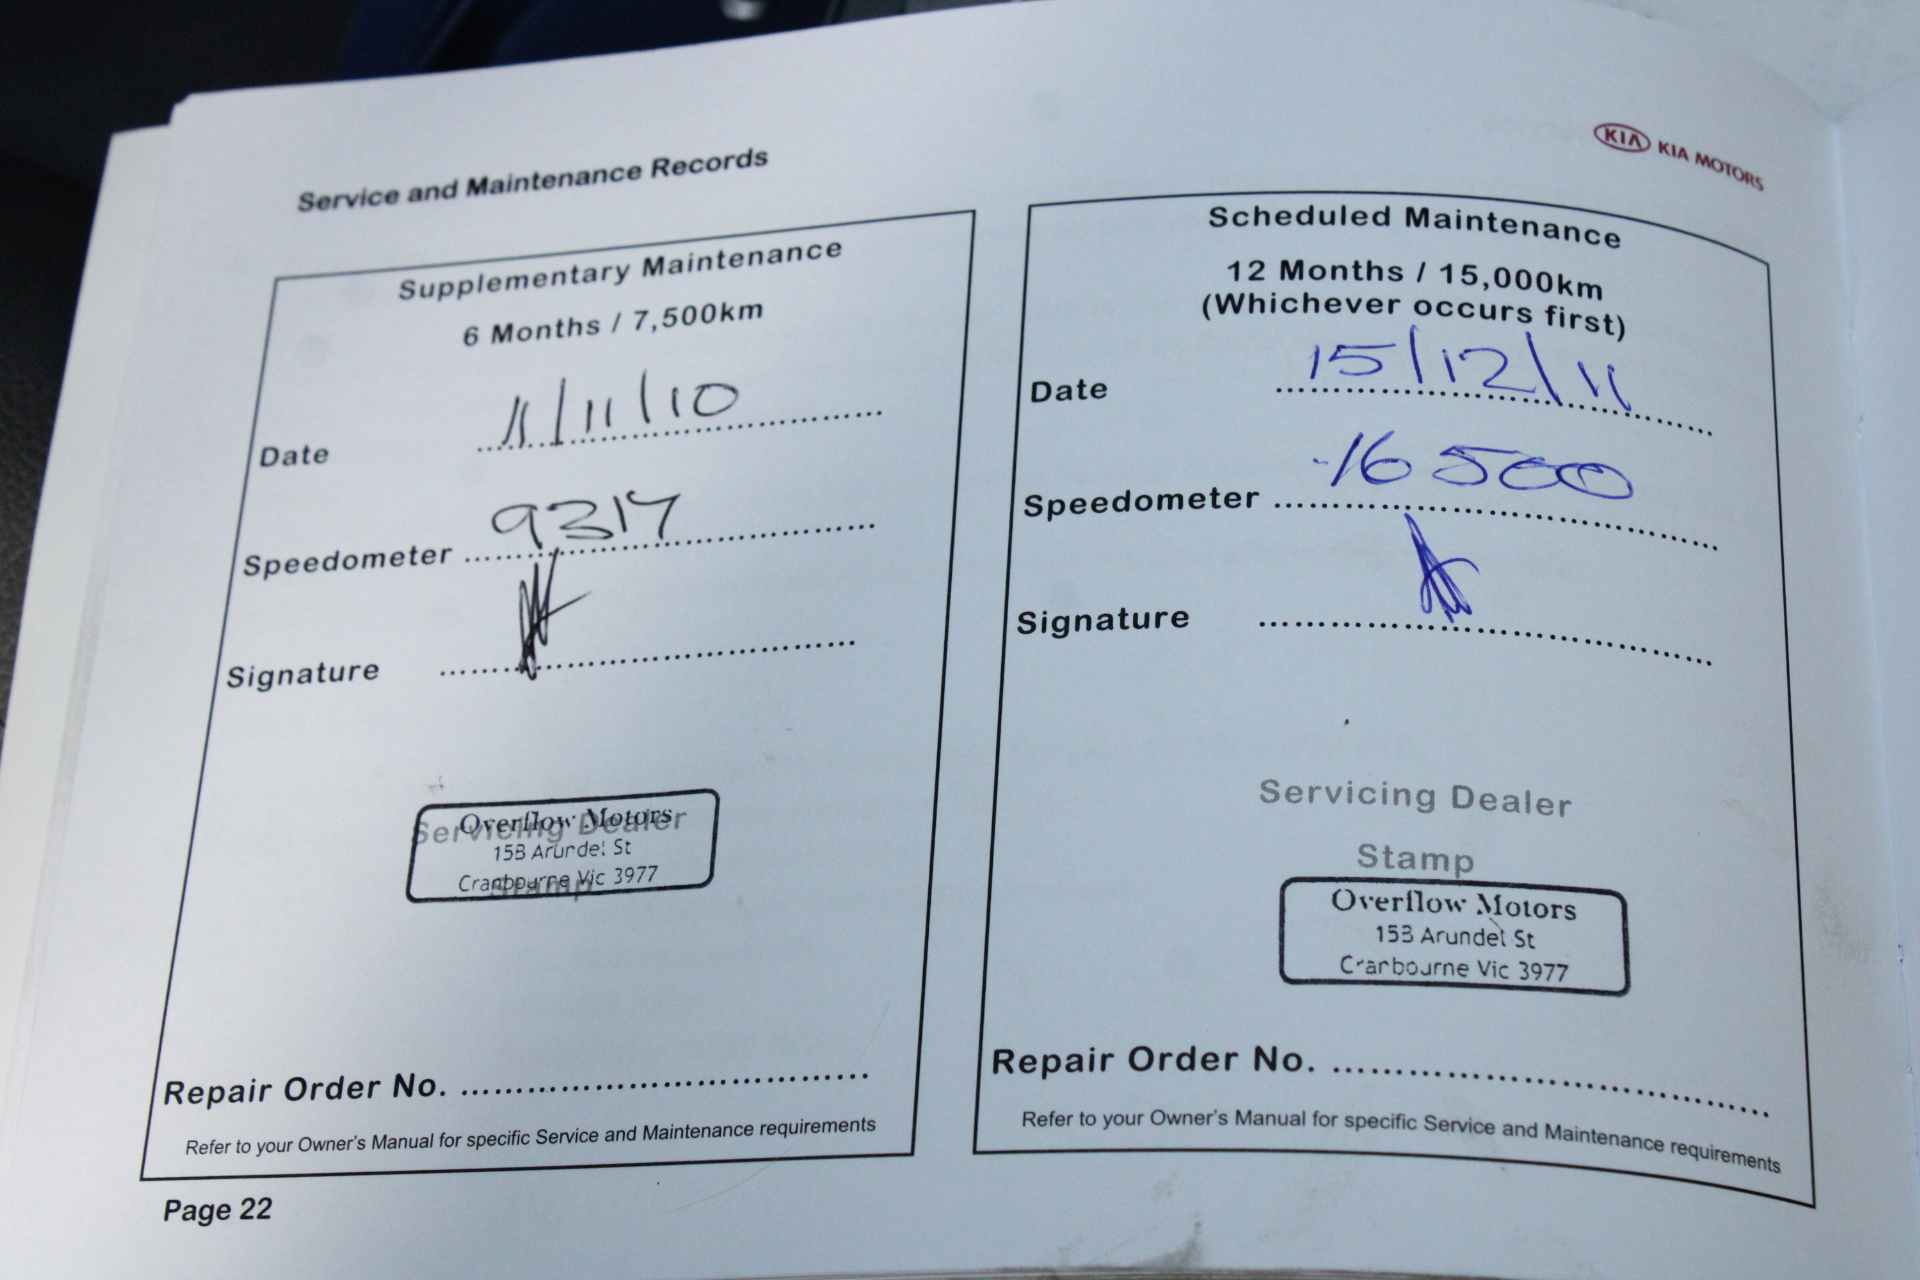 Service and Maintenance Records
KIA KIA MOTORS
Supplementary Maintenance
6 Months / 7,500km
Date 11/11/10
Speedometer 9317
Signature
Servicing Dealer
Stamp
Overflow Motors
15B Arundel St
Cranbourne Vic 3977
Repair Order No.
Refer to your Owner's Manual for specific Service and Maintenance requirements
Scheduled Maintenance
12 Months / 15,000km
(Whichever occurs first)
Date 15/12/11
Speedometer 16500
Signature
Servicing Dealer
Stamp
Overflow Motors
15B Arundel St
Cranbourne Vic 3977
Repair Order No.
Refer to your Owner's Manual for specific Service and Maintenance requirements
Page 22